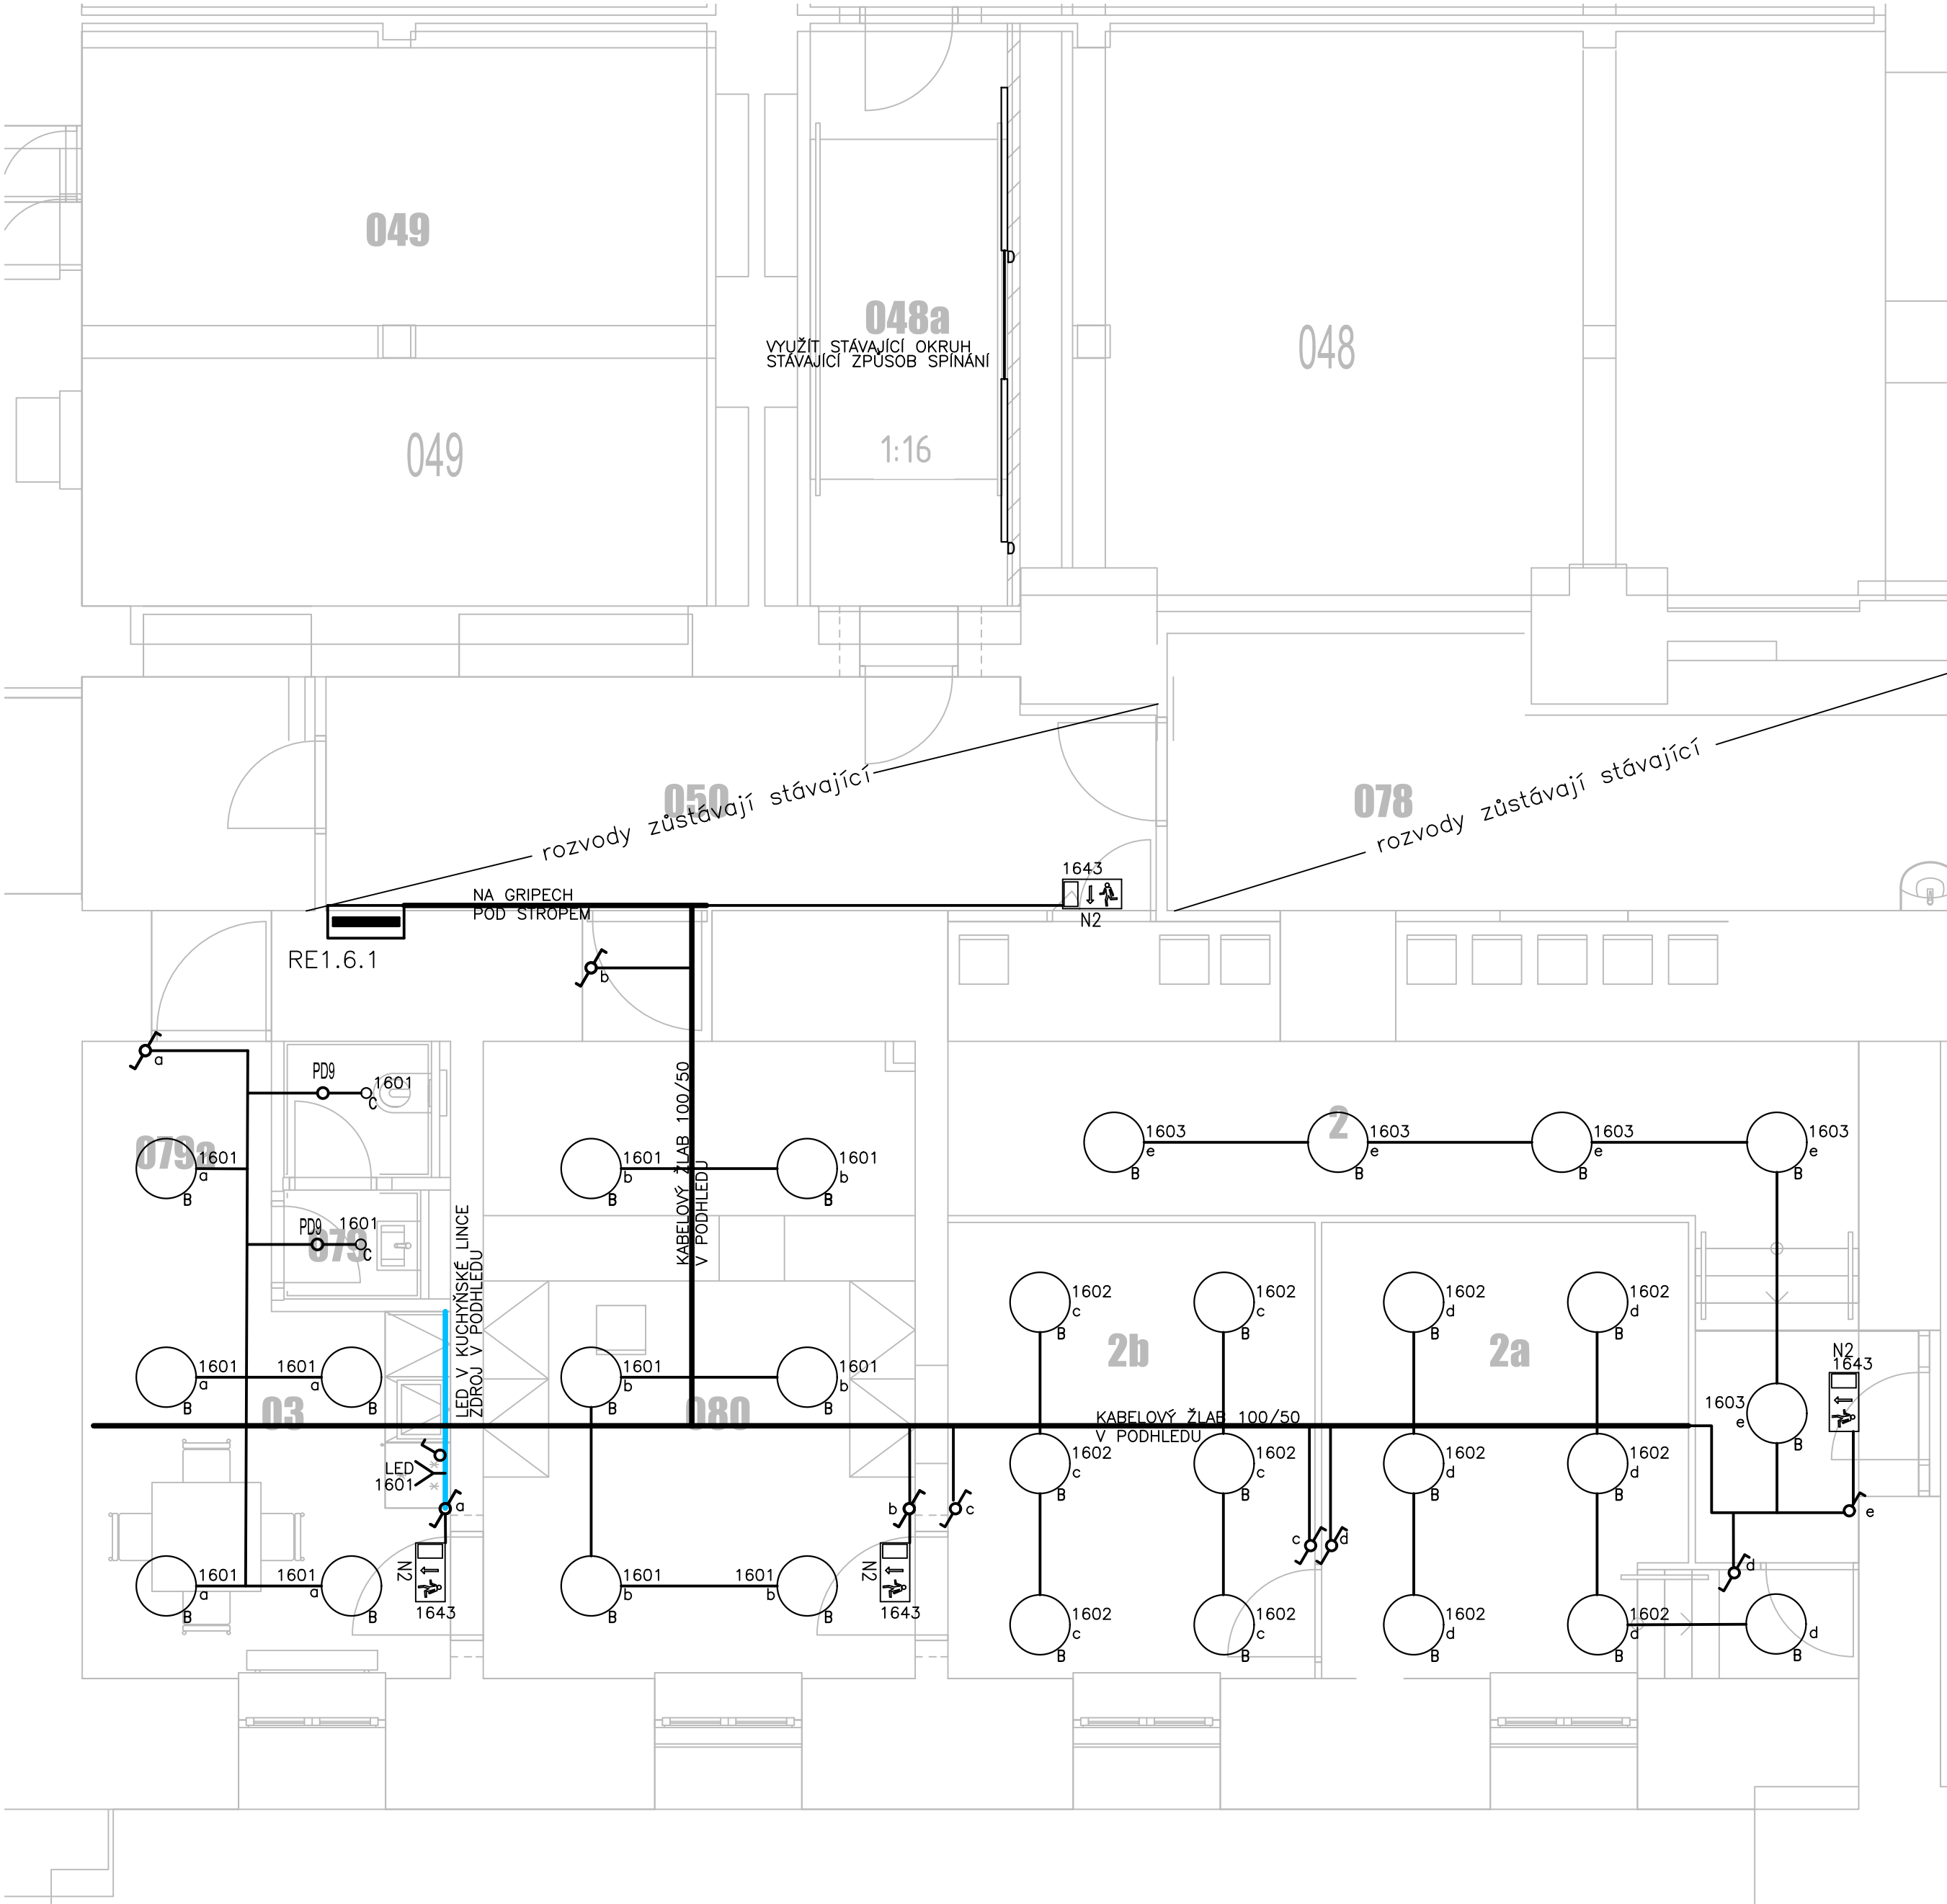 049
048a
VYUŽÍT STÁVAJÍCÍ OKRUH
STÁVAJÍCÍ ZPŮSOB SPÍNÁNÍ
D
048
049
1:16
D
050
rozvody zůstávají stávající
078
rozvody zůstávají stávající
1643
N2
NA GRIPECH
POD STROPEM
RE1.6.1
b
a
PD9
1601
C
079a
1601
a
B
PD9
1601
079
C
KABELOVÝ ŽLAB 100/50
V PODHLEDU
LED V KUCHYŇSKÉ LINCE
ZDROJ V PODHLEDU
1601
b
B
1601
b
B
2
1603
e
B
1603
e
B
1603
e
B
1603
e
B
1601
a
B
1601
a
B
03
1601
b
B
1601
b
B
080
1602
c
B
1602
c
B
2b
1602
d
B
1602
d
B
2a
N2
1643
1603
e
B
KABELOVÝ ŽLAB 100/50
V PODHLEDU
LED
1601
a
b
c
1602
c
B
1602
c
B
1602
d
B
1602
d
B
e
c
d
d
1601
a
B
1601
a
B
N2
1643
1601
b
B
1601
b
B
N2
1643
1602
c
B
1602
c
B
1602
d
B
1602
d
B
d
B